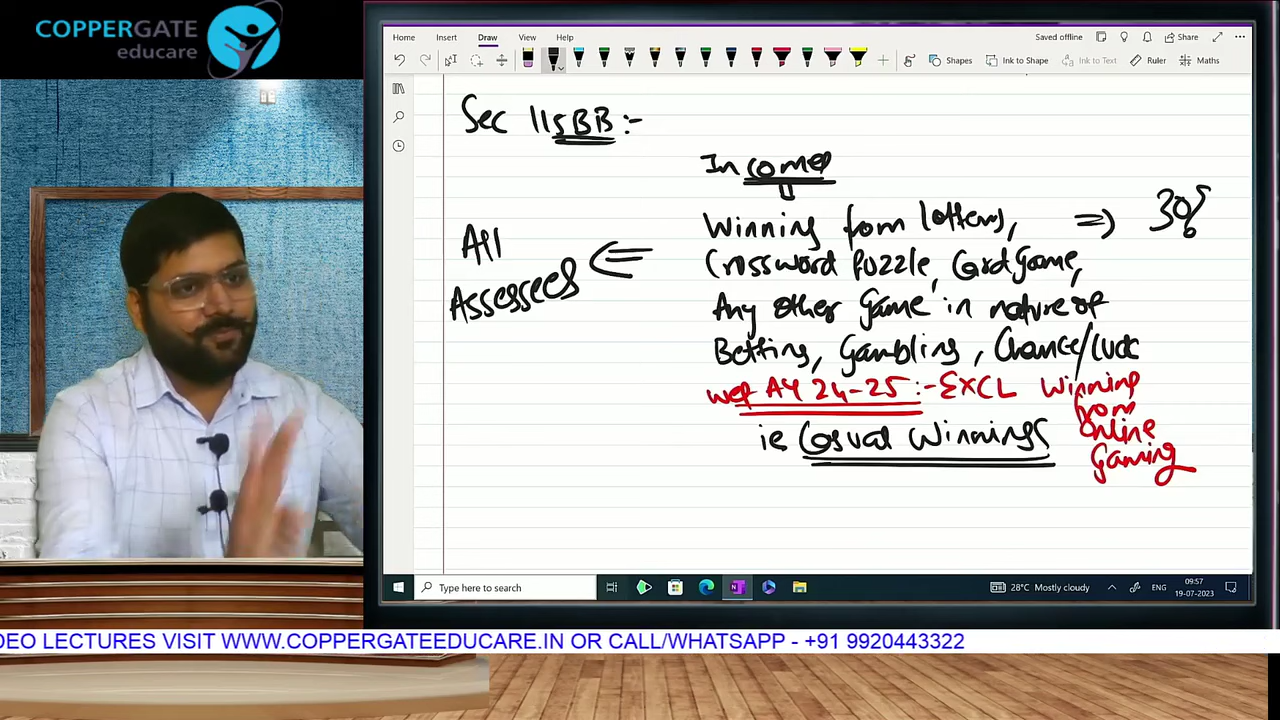 COPPERGATE
educare
Home Insert Draw View Help
Saved offline
Share
Shapes
Ink to Shape
Ink to Text
Ruler
Maths
Sec 115BB:-
Income
Winning from lottery, => 30%
Crossword Puzzle, Card Game,
Any other Game in nature of
Betting, Gambling, Chance/Luck
All
Assessees
wef AY 24-25:- EXCL Winning
from
online
Gaming
ie Casual Winnings
Type here to search
28°C Mostly cloudy
ENG
09:57
19-07-2023
DEO LECTURES VISIT WWW.COPPERGATEEDUCARE.IN OR CALL/WHATSAPP - +91 9920443322